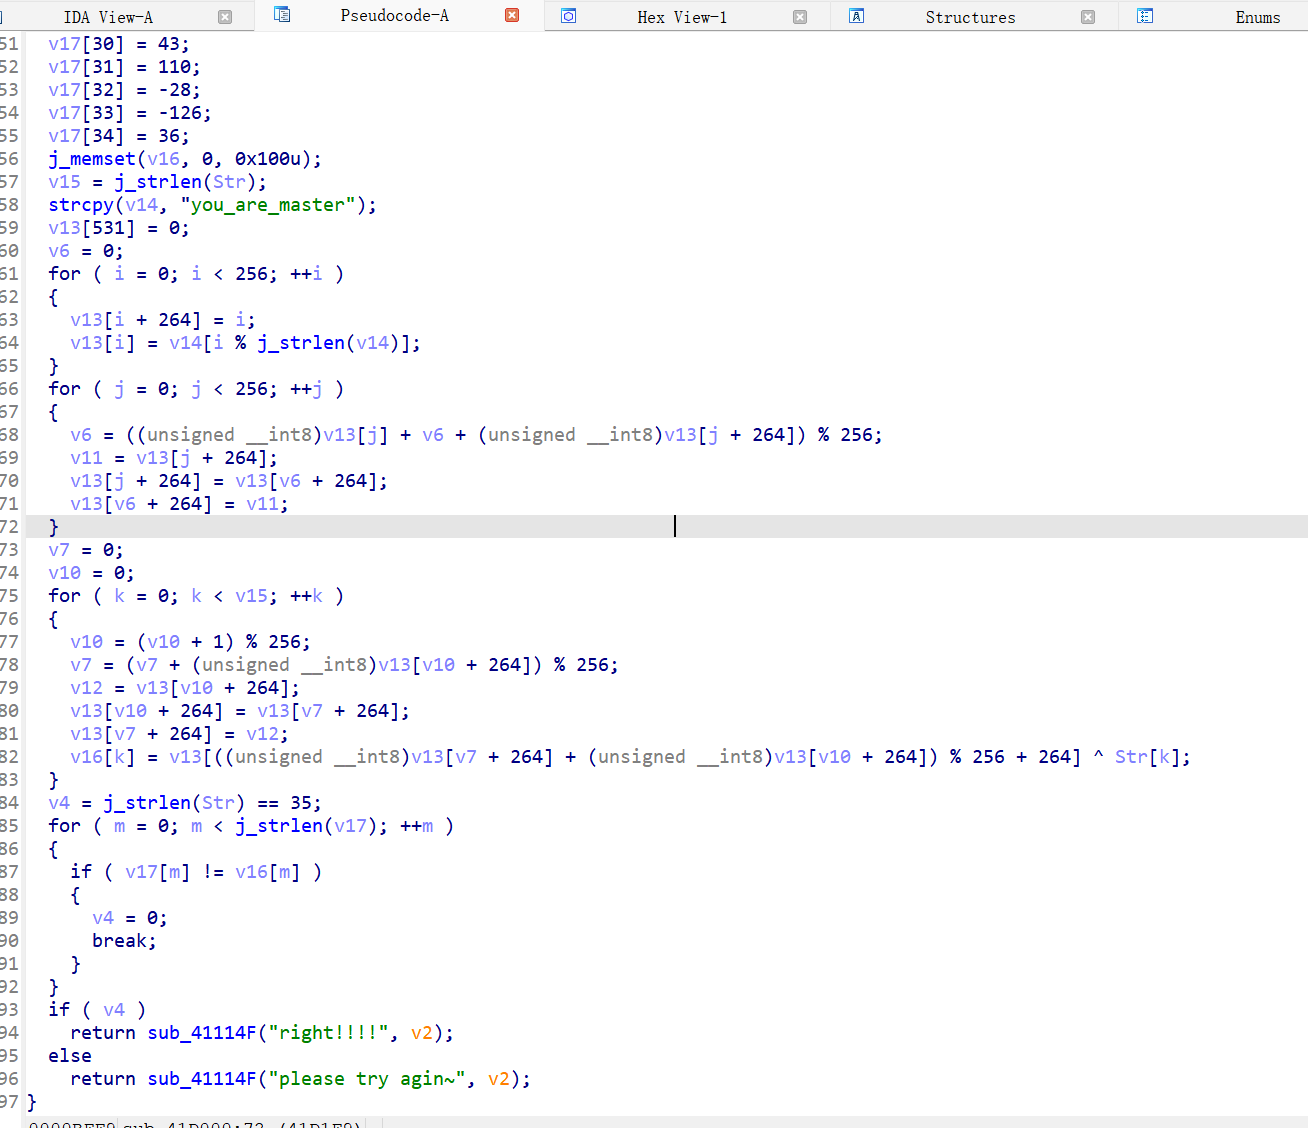 IDA View-A Pseudocode-A Hex View-1 Structures Enums
51 v17[30] = 43;
52 v17[31] = 110;
53 v17[32] = -28;
54 v17[33] = -126;
55 v17[34] = 36;
56 j_memset(v16, 0, 0x100u);
57 v15 = j_strlen(Str);
58 strcpy(v14, "you_are_master");
59 v13[531] = 0;
60 v6 = 0;
61 for ( i = 0; i < 256; ++i )
62 {
63 v13[i + 264] = i;
64 v13[i] = v14[i % j_strlen(v14)];
65 }
66 for ( j = 0; j < 256; ++j )
67 {
68 v6 = ((unsigned __int8)v13[j] + v6 + (unsigned __int8)v13[j + 264]) % 256;
69 v11 = v13[j + 264];
70 v13[j + 264] = v13[v6 + 264];
71 v13[v6 + 264] = v11;
72 }
73 v7 = 0;
74 v10 = 0;
75 for ( k = 0; k < v15; ++k )
76 {
77 v10 = (v10 + 1) % 256;
78 v7 = (v7 + (unsigned __int8)v13[v10 + 264]) % 256;
79 v12 = v13[v10 + 264];
80 v13[v10 + 264] = v13[v7 + 264];
81 v13[v7 + 264] = v12;
82 v16[k] = v13[((unsigned __int8)v13[v7 + 264] + (unsigned __int8)v13[v10 + 264]) % 256 + 264] ^ Str[k];
83 }
84 v4 = j_strlen(Str) == 35;
85 for ( m = 0; m < j_strlen(v17); ++m )
86 {
87 if ( v17[m] != v16[m] )
88 {
89 v4 = 0;
90 break;
91 }
92 }
93 if ( v4 )
94 return sub_41114F("right!!!!", v2);
95 else
96 return sub_41114F("please try agin~", v2);
97 }